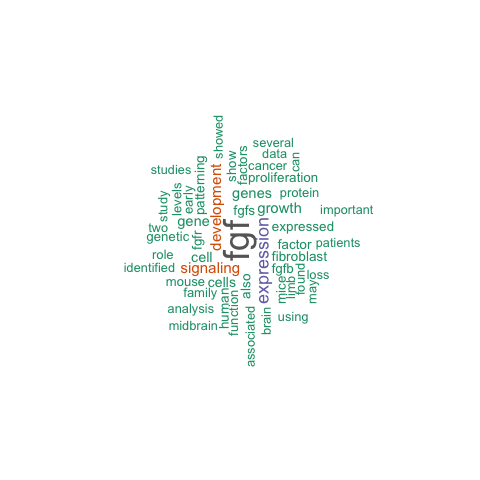 showed
several
data
can
show
factors
cancer
studies
patterning
proliferation
development
levels
early
genes
protein
study
fgfs
growth
important
gene
two
genetic
fgfr
fgf
expression
expressed
factor
patients
role
cell
fibroblast
identified
signaling
fgfb
found
loss
mouse
cells
also
mice
limb
may
family
human
function
analysis
associated
brain
using
midbrain